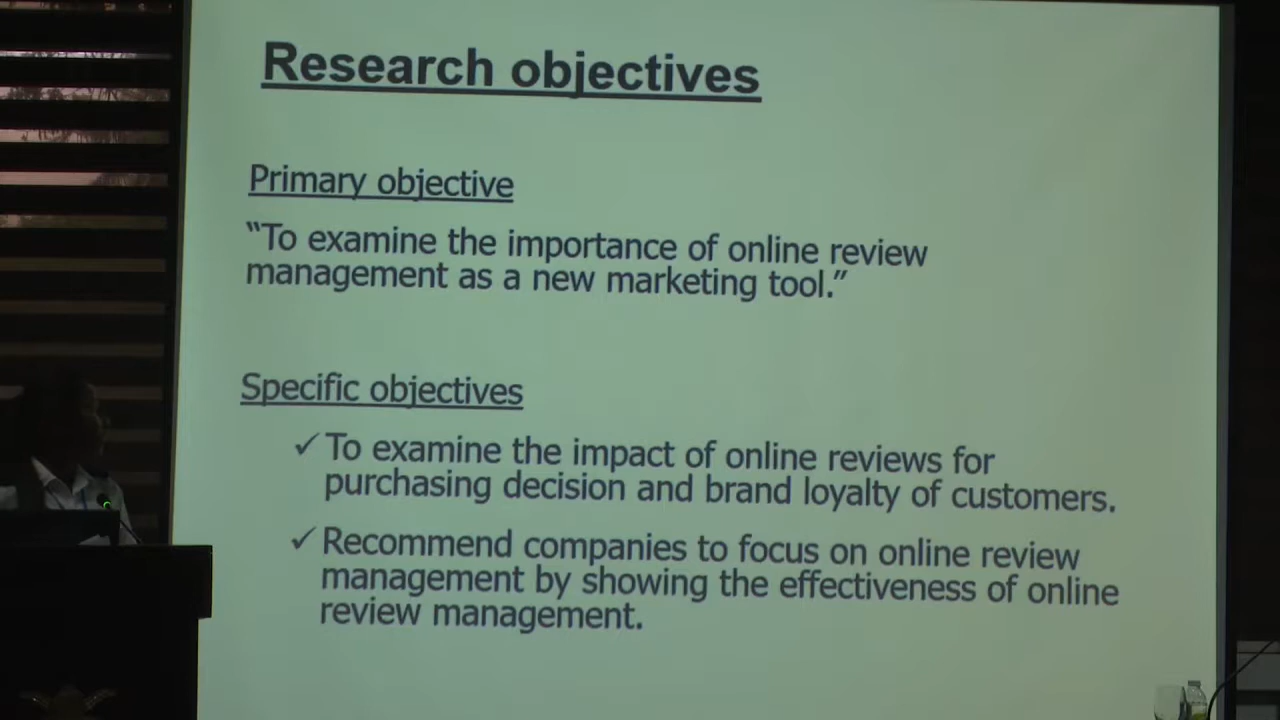 Research objectives
Primary objective
“To examine the importance of online review
management as a new marketing tool.”
Specific objectives
✓ To examine the impact of online reviews for
purchasing decision and brand loyalty of customers.
✓ Recommend companies to focus on online review
management by showing the effectiveness of online
review management.